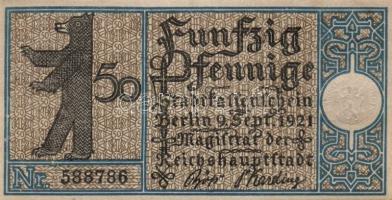 Fünfzig
50 Pfennige
Stadtkassenschein
Berlin 9. Sept. 1921
Magistrat der
Reichshauptstadt
Nr. 588786